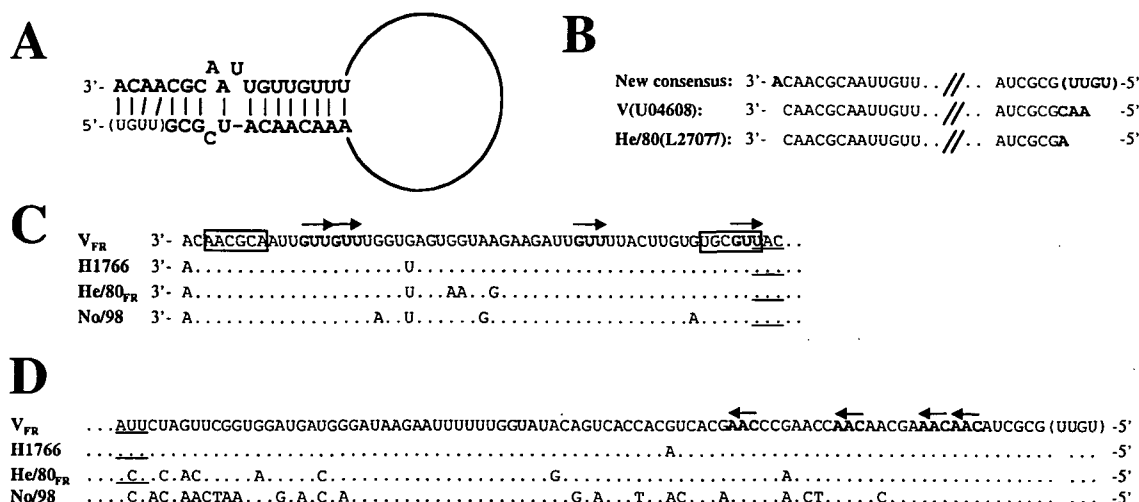 A
A U
3'- ACAACGC A UGUUGUUU
5'-(UGUU)GCG U-ACAACAAA
C
B
New consensus: 3'- ACAACGCAAUUGUU..//.. AUCGCG(UUGU)-5'
V(U04608): 3'- CAACGCAAUUGUU..//.. AUCGCGCAA -5'
He/80(L27077): 3'- CAACGCAAUUGUU..//.. AUCGCGA -5'
C
VFR 3'- ACAACGCAAUUGUUGUUUGGUGAGUGGUAAGAAGAUUGUUUUACUUGUGUGCGUUAC..
H1766 3'- A....................U................................
He/80FR 3'- A....................U...AA..G........................
No/98 3'- A..................A..U......G....................A.........
D
VFR ...AUUCUAGUUCGGUGGAUGAUGGGAUAAGAAUUUUUUGGUAUACAGUCACCACGUCACGAACCCGAACCAACAACGAAACAACAUCGCG(UUGU) -5'
H1766 ......................................................A................................... -5'
He/80FR ....C..C.AC.....A.....C......................G......................A..................... -5'
No/98 ....C.AC.AACTAA...G.A.C.A.......................G.A...T..AC...A.....A.CT.....C............ -5'